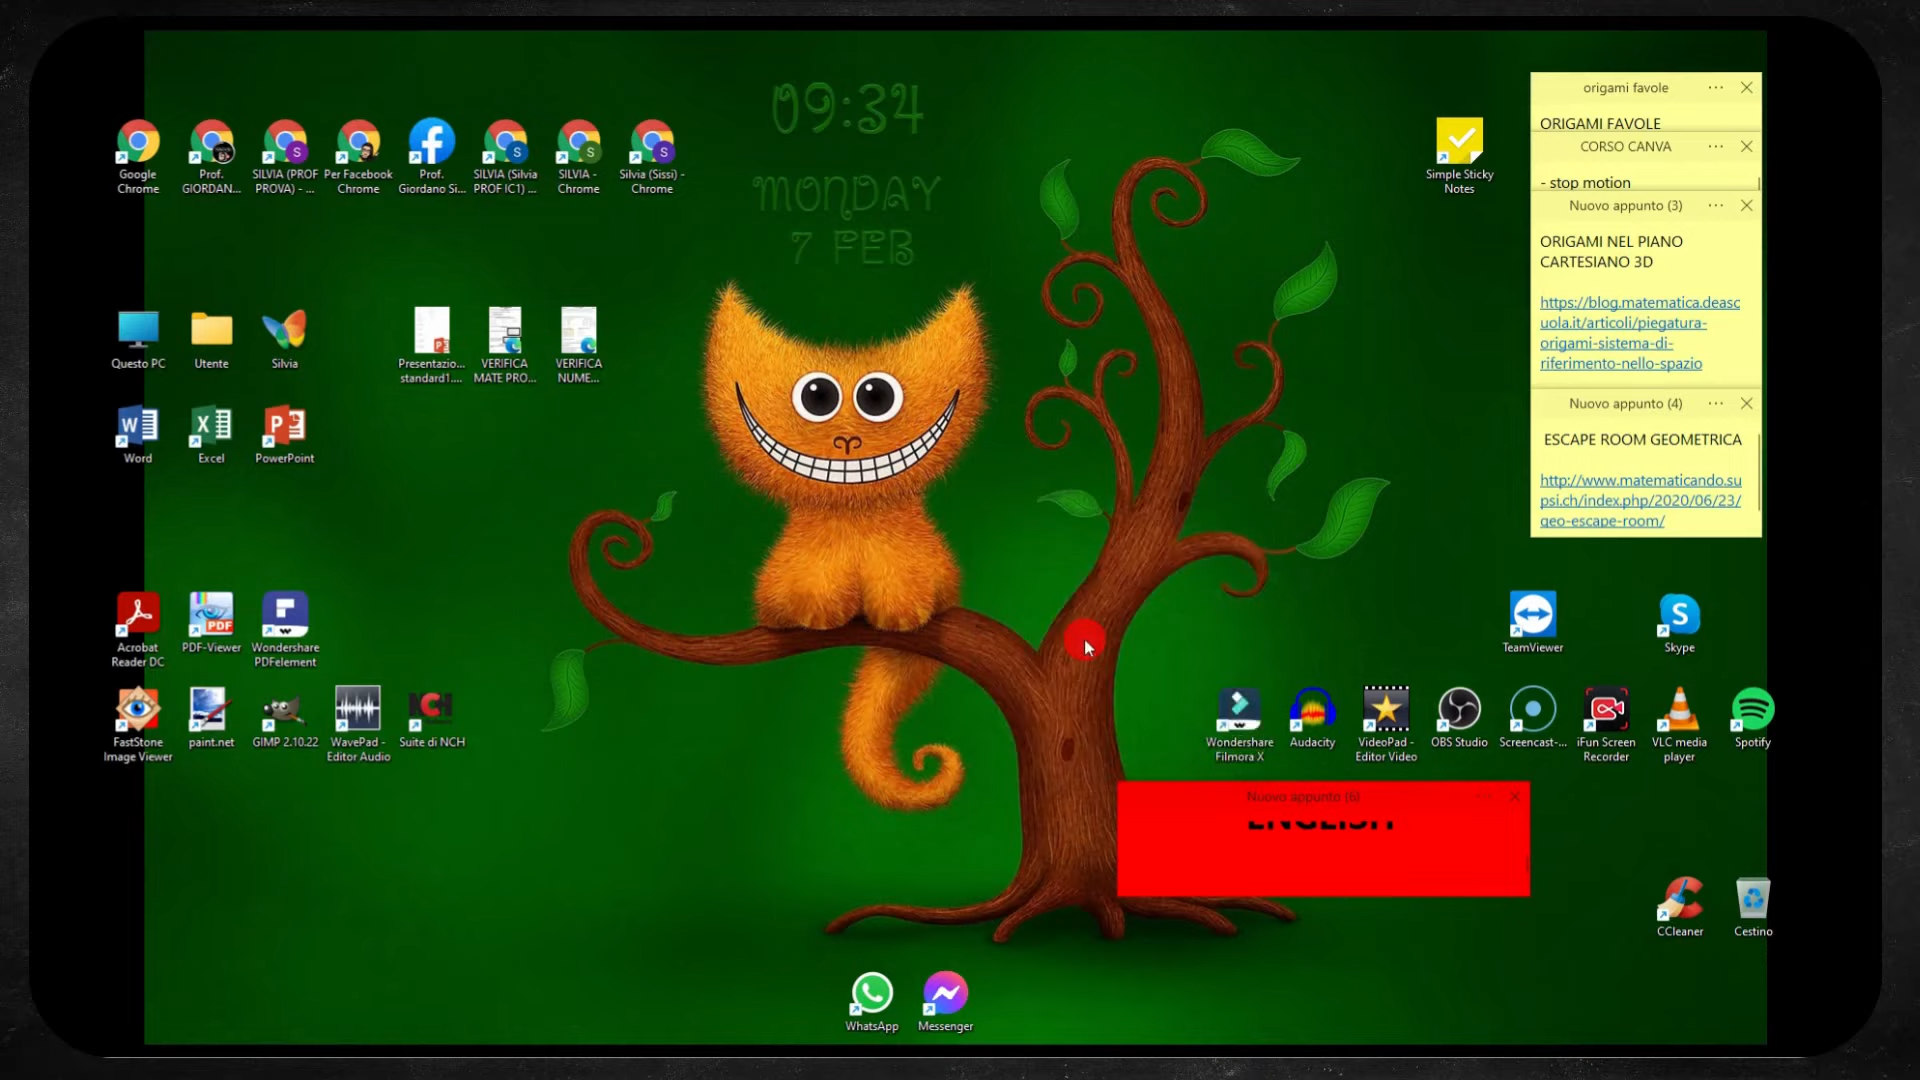 09:34
MONDAY
7 FEB
Google
Chrome
Prof.
GIORDAN...
SILVIA (PROF
PROVA) - ...
Per Facebook
Chrome
Prof.
Giordano Si...
SILVIA (Silvia
PROF IC1) ...
SILVIA -
Chrome
Silvia (Sissi) -
Chrome
Simple Sticky
Notes
origami favole
ORIGAMI FAVOLE
CORSO CANVA
- stop motion
Nuovo appunto (3)
ORIGAMI NEL PIANO
CARTESIANO 3D
https://blog.matematica.deasc
uola.it/articoli/piegatura-
origami-sistema-di-
riferimento-nello-spazio
Nuovo appunto (4)
ESCAPE ROOM GEOMETRICA
http://www.matematicando.su
psi.ch/index.php/2020/06/23/
geo-escape-room/
Questo PC
Utente
Silvia
Presentazio...
standard1....
VERIFICA
MATE PRO...
VERIFICA
NUME...
Word
Excel
PowerPoint
Acrobat
Reader DC
PDF-Viewer
Wondershare
PDFelement
TeamViewer
Skype
FastStone
Image Viewer
paint.net
GIMP 2.10.22
WavePad -
Editor Audio
NCH
Suite di NCH
Wondershare
Filmora X
Audacity
VideoPad -
Editor Video
OBS Studio
Screencast-...
iFun Screen
Recorder
VLC media
player
Spotify
Nuovo appunto (6)
ENGLISH
CCleaner
Cestino
WhatsApp
Messenger